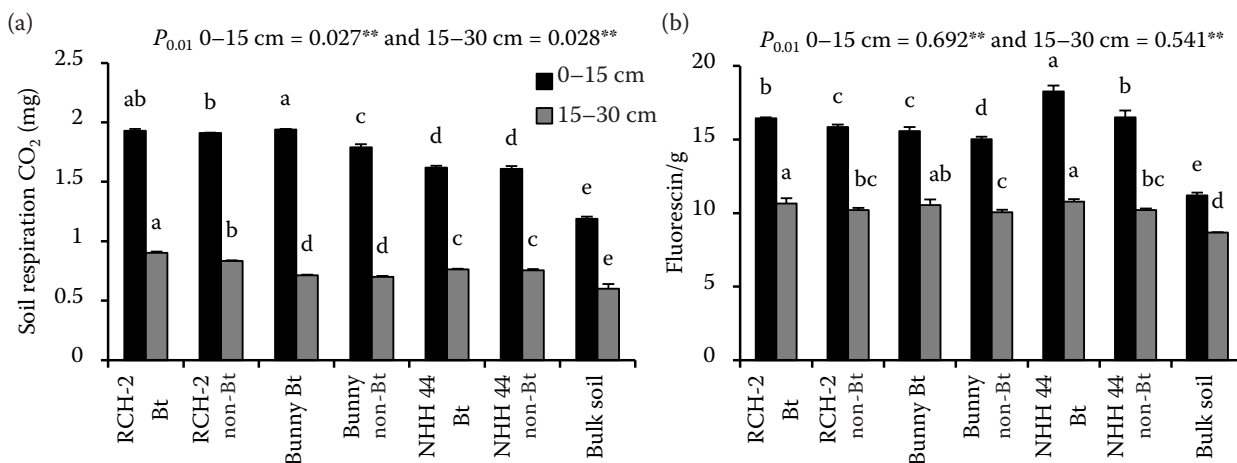 (a)
P0.01 0–15 cm = 0.027** and 15–30 cm = 0.028**
2.5
2
1.5
1
0.5
0
Soil respiration CO2 (mg)
0–15 cm
15–30 cm
ab
b
a
c
d
d
e
a
b
d
d
c
c
e
RCH-2
Bt
RCH-2
non-Bt
Bunny Bt
Bunny
non-Bt
NHH 44
Bt
NHH 44
non-Bt
Bulk soil
(b)
P0.01 0–15 cm = 0.692** and 15–30 cm = 0.541**
20
15
10
5
0
Fluorescin/g
b
c
c
d
a
b
e
a
bc
ab
c
a
bc
d
RCH-2
Bt
RCH-2
non-Bt
Bunny Bt
Bunny
non-Bt
NHH 44
Bt
NHH 44
non-Bt
Bulk soil